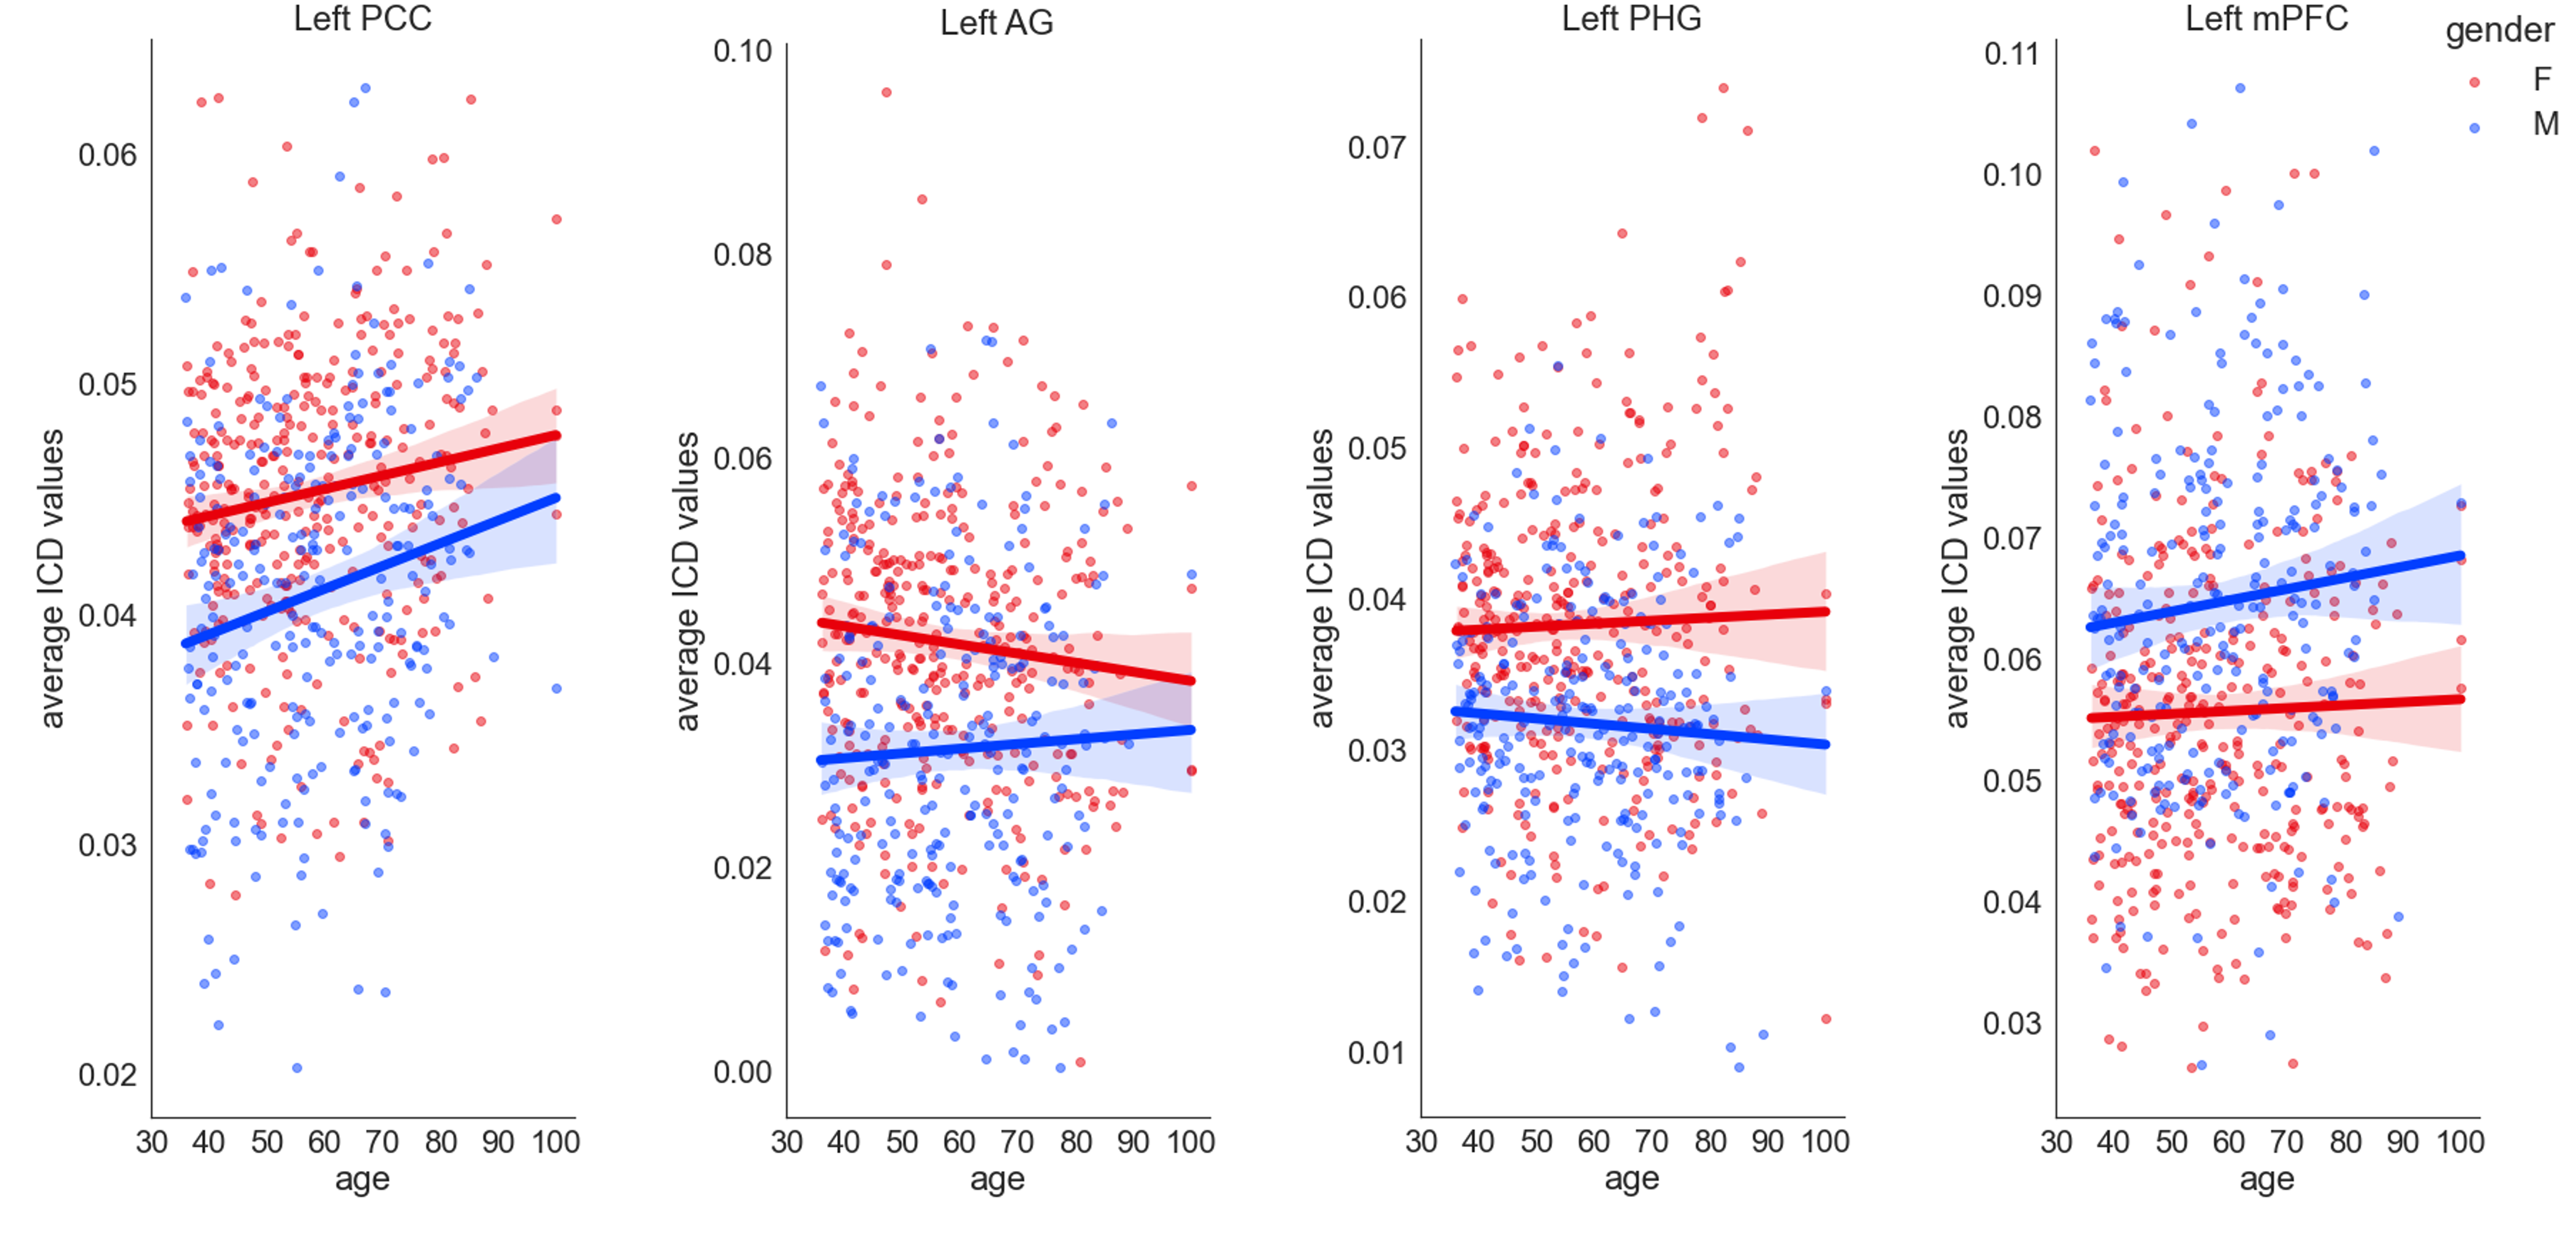 Left PCC
average ICD values
0.06
0.05
0.04
0.03
0.02
30 40 50 60 70 80 90 100
age
Left AG
average ICD values
0.10
0.08
0.06
0.04
0.02
0.00
30 40 50 60 70 80 90 100
age
Left PHG
average ICD values
0.07
0.06
0.05
0.04
0.03
0.02
0.01
30 40 50 60 70 80 90 100
age
Left mPFC
average ICD values
0.11
0.10
0.09
0.08
0.07
0.06
0.05
0.04
0.03
30 40 50 60 70 80 90 100
age
gender
F
M